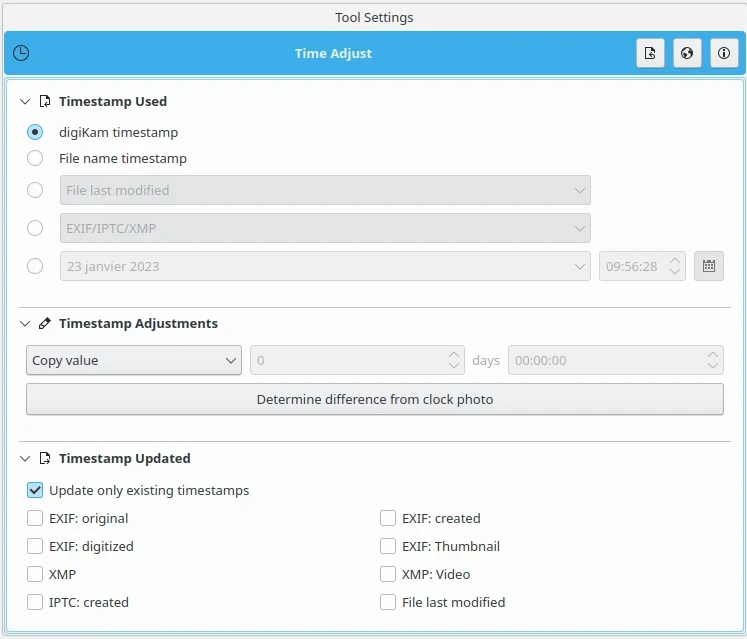 Tool Settings
Time Adjust
Timestamp Used
digiKam timestamp
File name timestamp
File last modified
EXIF/IPTC/XMP
23 janvier 2023 09:56:28
Timestamp Adjustments
Copy value 0 days 00:00:00
Determine difference from clock photo
Timestamp Updated
Update only existing timestamps
EXIF: original EXIF: created
EXIF: digitized EXIF: Thumbnail
XMP XMP: Video
IPTC: created File last modified